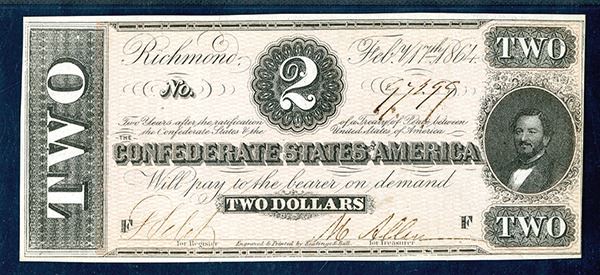 TWO
Richmond, Feby. 17th 1864.
TWO
2
No.
Two Years after the ratification of a Treaty of Peace between
the Confederate States & the United States of America
THE
CONFEDERATE STATES OF AMERICA
Will pay to the bearer on demand
TWO DOLLARS
F F
for Register Engraved & Printed by Keatinge & Ball. for Treasurer
TWO